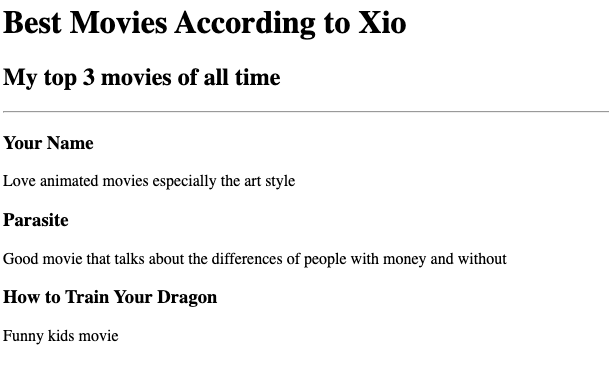 Best Movies According to Xio
My top 3 movies of all time
Your Name
Love animated movies especially the art style
Parasite
Good movie that talks about the differences of people with money and without
How to Train Your Dragon
Funny kids movie